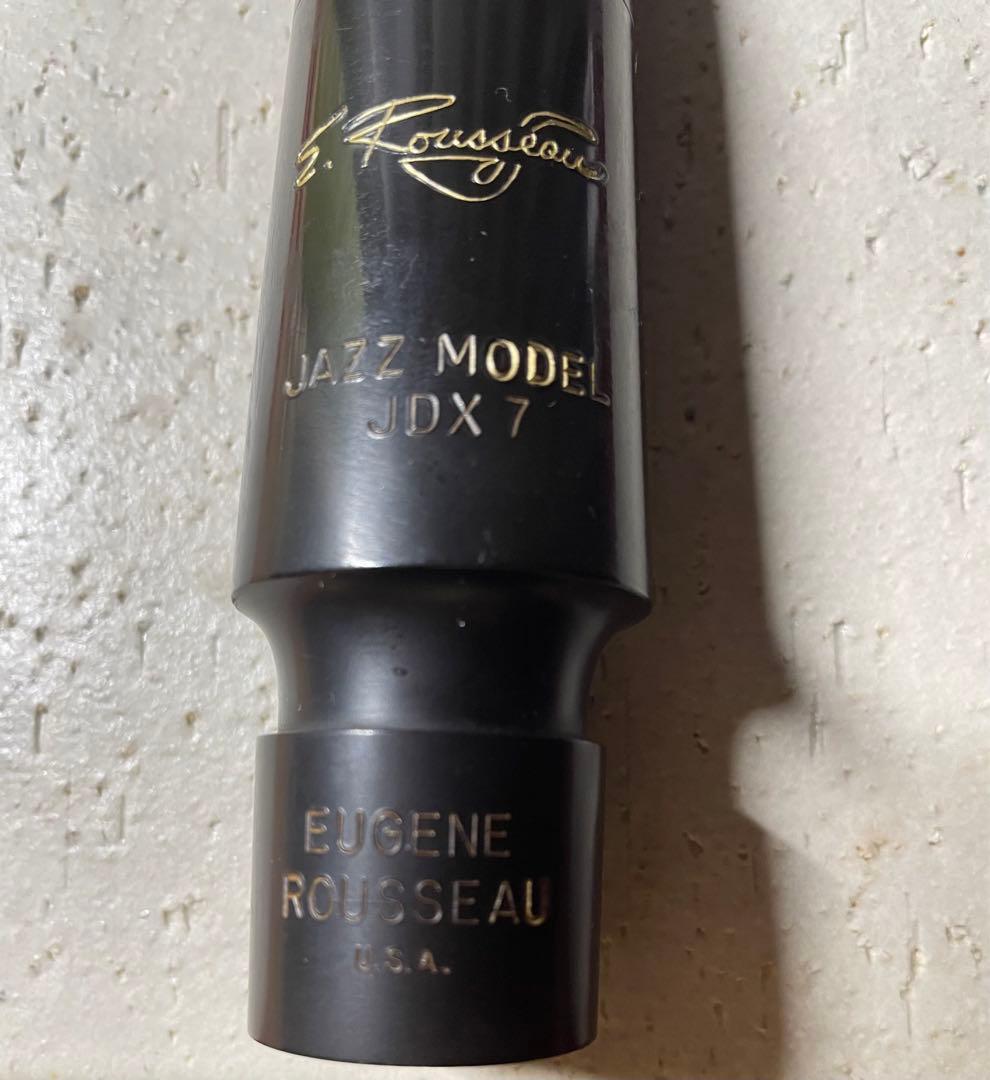 E. Rousseau
JAZZ MODEL
JDX 7
EUGENE
ROUSSEAU
U.S.A.